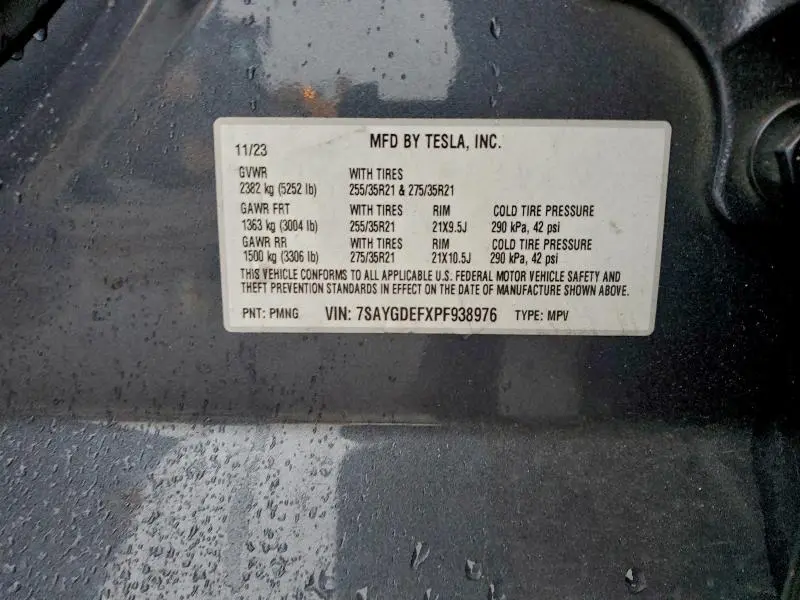 MFD BY TESLA, INC.
11/23
GVWR WITH TIRES
2382 kg (5252 lb) 255/35R21 & 275/35R21
GAWR FRT WITH TIRES RIM COLD TIRE PRESSURE
1363 kg (3004 lb) 255/35R21 21X9.5J 290 kPa, 42 psi
GAWR RR WITH TIRES RIM COLD TIRE PRESSURE
1500 kg (3306 lb) 275/35R21 21X10.5J 290 kPa, 42 psi
THIS VEHICLE CONFORMS TO ALL APPLICABLE U.S. FEDERAL MOTOR VEHICLE SAFETY AND
THEFT PREVENTION STANDARDS IN EFFECT ON THE DATE OF MANUFACTURE SHOWN ABOVE.
PNT: PMNG VIN: 7SAYGDEFXPF938976 TYPE: MPV